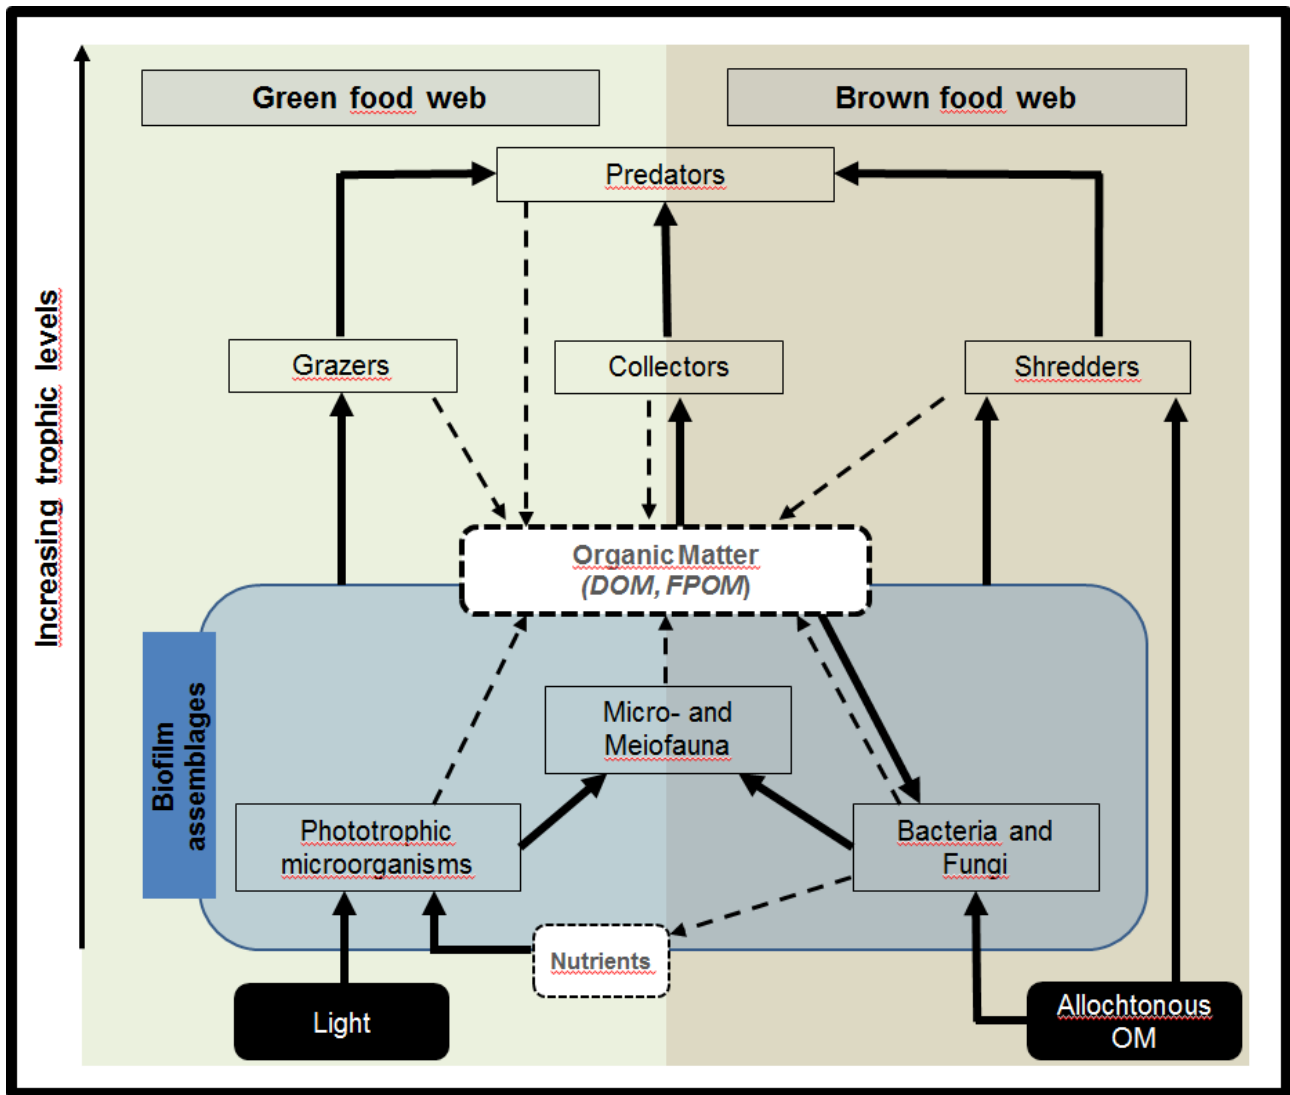 Green food web
Brown food web
Predators
Increasing trophic levels
Grazers
Collectors
Shredders
Organic Matter
(DOM, FPOM)
Biofilm
assemblages
Micro- and
Meiofauna
Phototrophic
microorganisms
Bacteria and
Fungi
Nutrients
Light
Allochtonous
OM